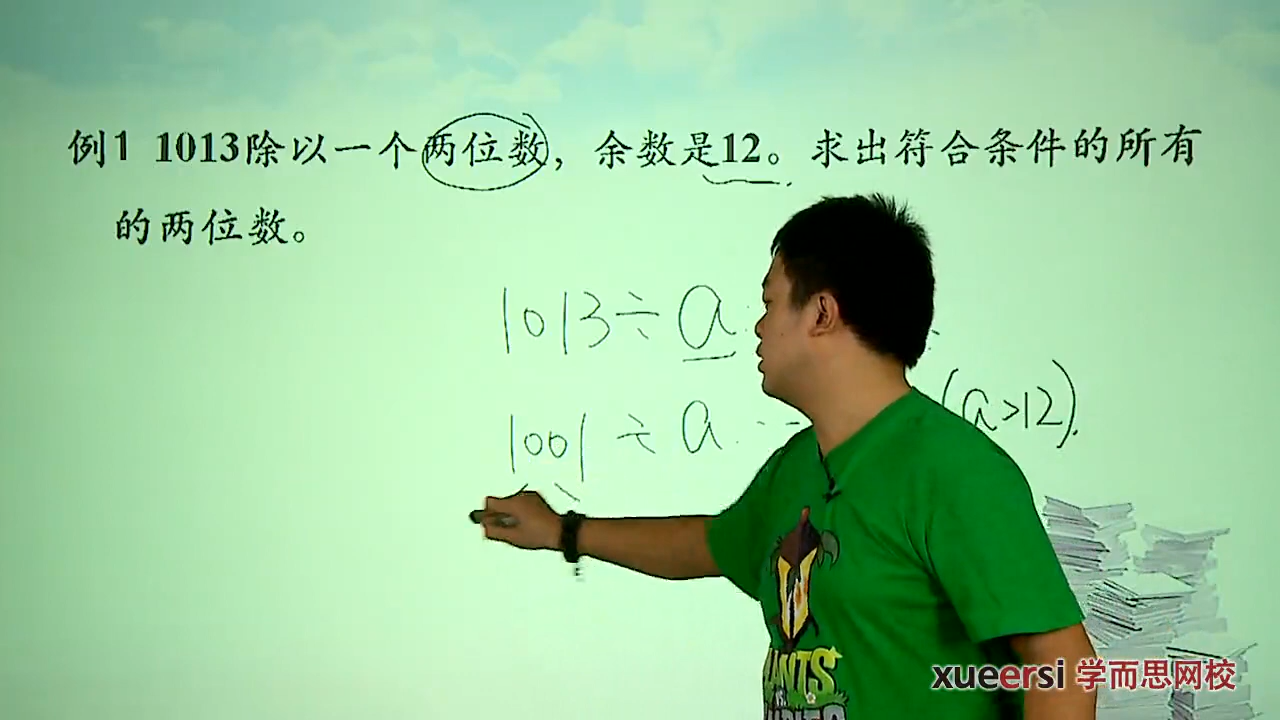 例1 1013除以一个两位数，余数是12。求出符合条件的所有
的两位数。
1013÷a
1001÷a…
(a>12).
xueersi 学而思网校